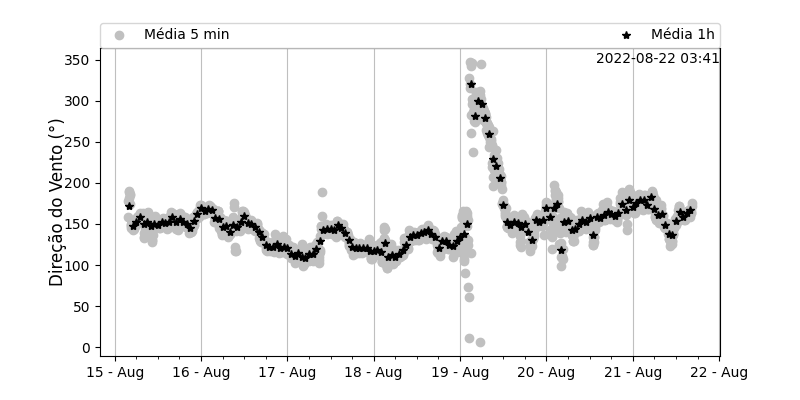 Média 5 min
Média 1h
2022-08-22 03:41
Direção do Vento (°)
350
300
250
200
150
100
50
0
15 - Aug
16 - Aug
17 - Aug
18 - Aug
19 - Aug
20 - Aug
21 - Aug
22 - Aug